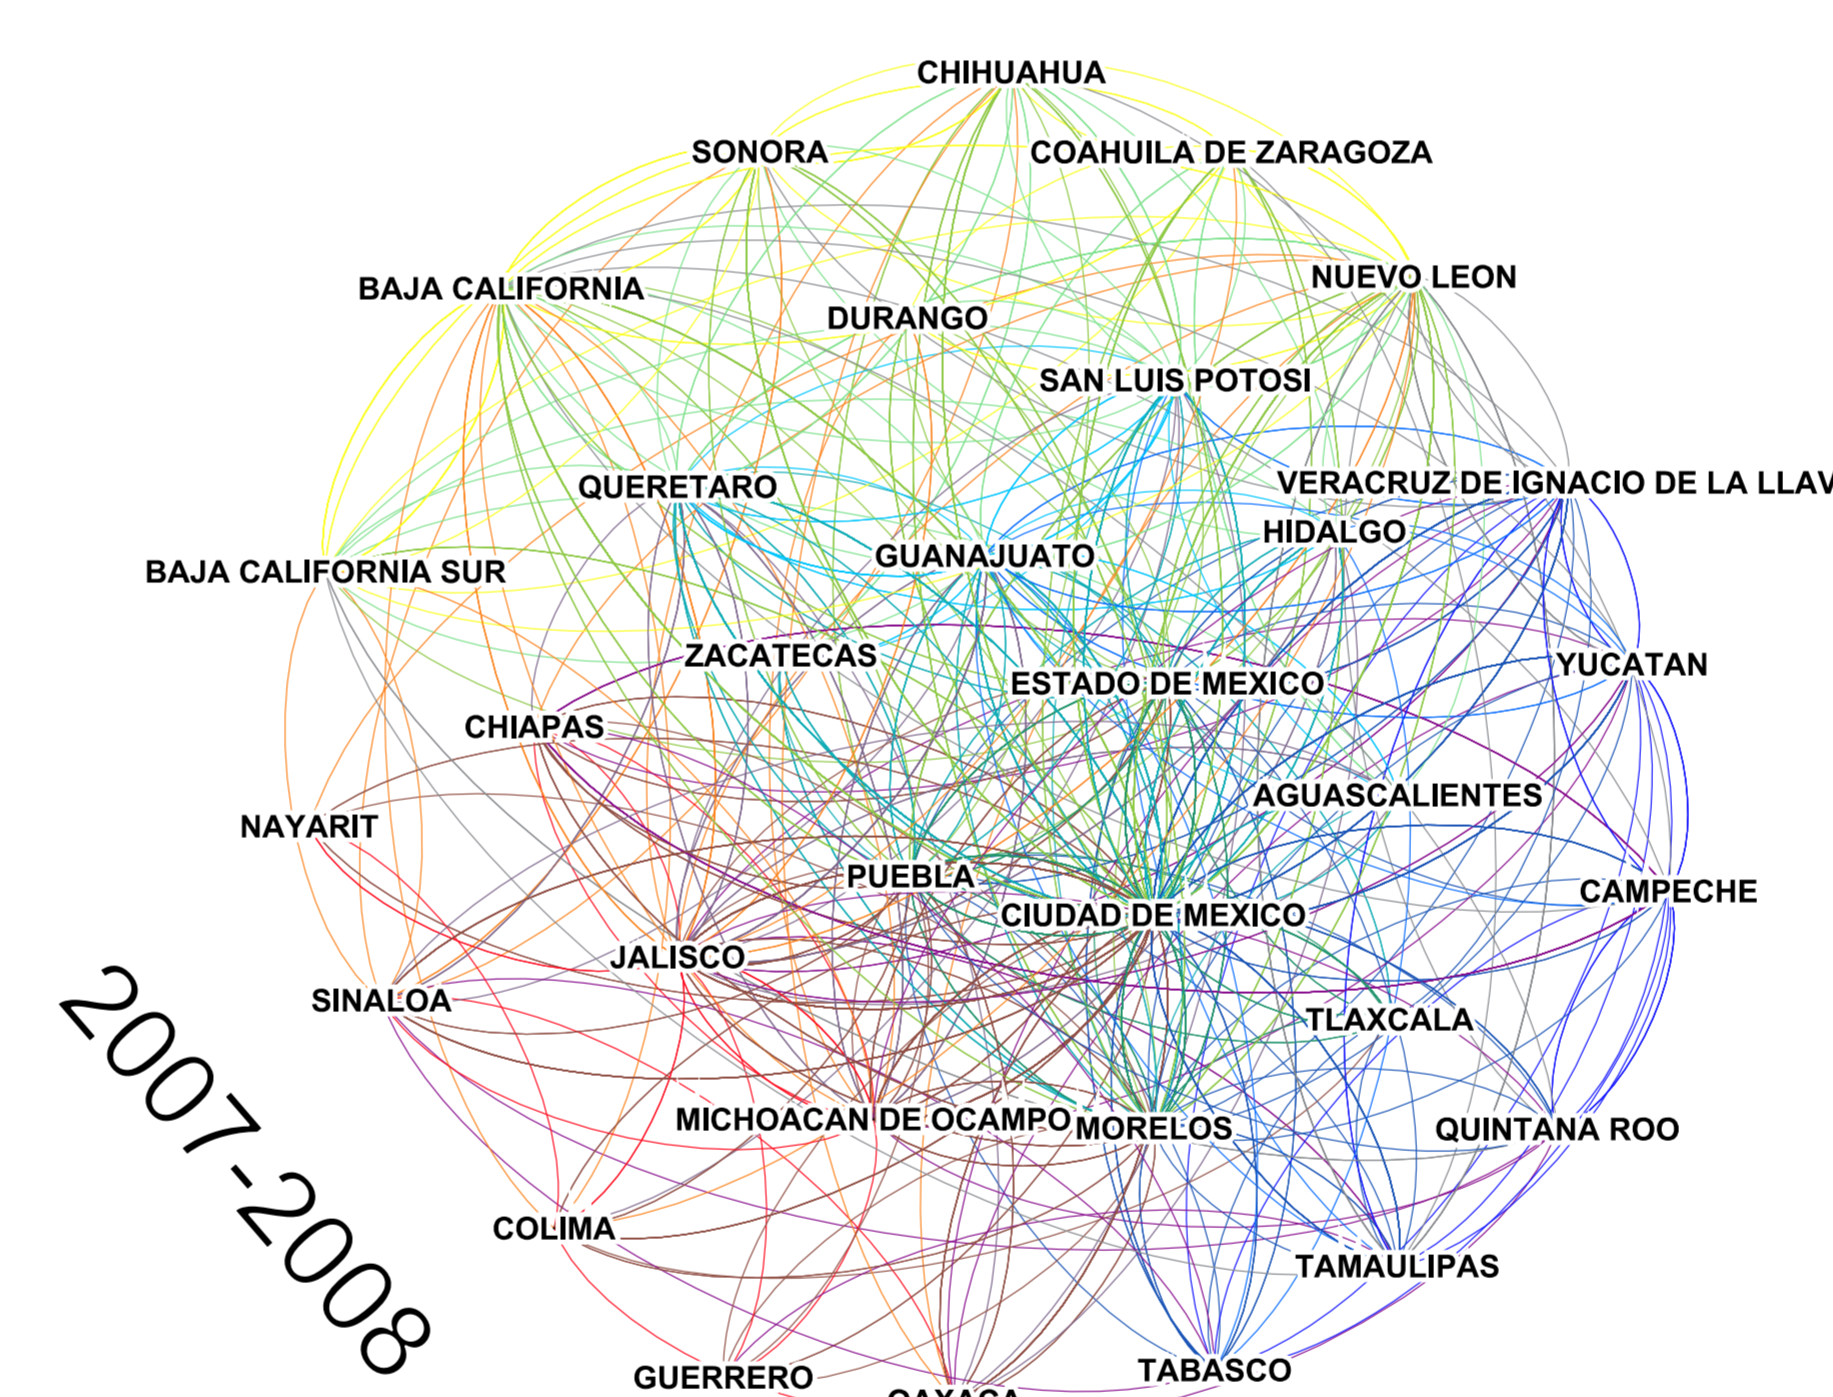 CHIHUAHUA
SONORA
COAHUILA DE ZARAGOZA
BAJA CALIFORNIA
NUEVO LEON
DURANGO
SAN LUIS POTOSI
QUERETARO
VERACRUZ DE IGNACIO DE LA LLAV
HIDALGO
GUANAJUATO
BAJA CALIFORNIA SUR
ZACATECAS
YUCATAN
ESTADO DE MEXICO
CHIAPAS
AGUASCALIENTES
NAYARIT
PUEBLA
CAMPECHE
CIUDAD DE MEXICO
JALISCO
SINALOA
TLAXCALA
2007-2008
MICHOACAN DE OCAMPO
MORELOS
QUINTANA ROO
COLIMA
TAMAULIPAS
TABASCO
GUERRERO
OAXACA